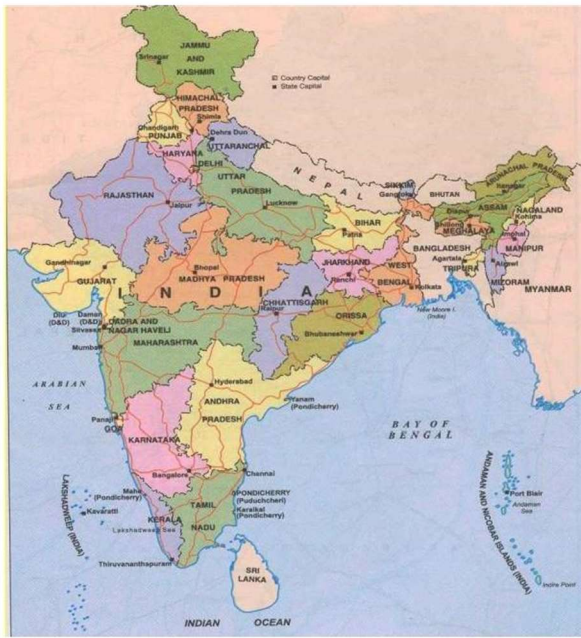 JAMMU
AND
KASHMIR
Srinagar
Country Capital
State Capital
HIMACHAL
PRADESH
Shimla
Chandigarh
PUNJAB
Dehra Dun
UTTARANCHAL
HARYANA
DELHI
RAJASTHAN
Jaipur
UTTAR
PRADESH
Lucknow
NEPAL
SIKKIM
Gangtok
BHUTAN
ARUNACHAL PRADESH
Itanagar
ASSAM
Dispur
NAGALAND
Kohima
MEGHALAYA
Imphal
MANIPUR
BIHAR
Patna
BANGLADESH
Agartala
TRIPURA
Aizawl
MIZORAM
MYANMAR
JHARKHAND
Ranchi
WEST
BENGAL
Kolkata
New Moore I.
(India)
Gandhinagar
GUJARAT
Bhopal
MADHYA PRADESH
INDIA
CHHATTISGARH
Raipur
ORISSA
Bhubaneshwar
Diu
(D&D)
Daman
(D&D)
Silvassa
DADRA AND
NAGAR HAVELI
Mumbai
MAHARASHTRA
ARABIAN
SEA
Hyderabad
ANDHRA
PRADESH
Yanam
(Pondicherry)
BAY OF
BENGAL
Panaji
GOA
KARNATAKA
Bangalore
Chennai
Mahe
(Pondicherry)
PONDICHERRY
(Puduchcheri)
Karaikal
(Pondicherry)
LAKSHADWEEP (INDIA)
Kavaratti
KERALA
Lakshadweep Sea
TAMIL
NADU
Thiruvananthapuram
SRI
LANKA
ANDAMAN AND NICOBAR ISLANDS (INDIA)
Port Blair
Andaman
Sea
Indira Point
INDIAN OCEAN